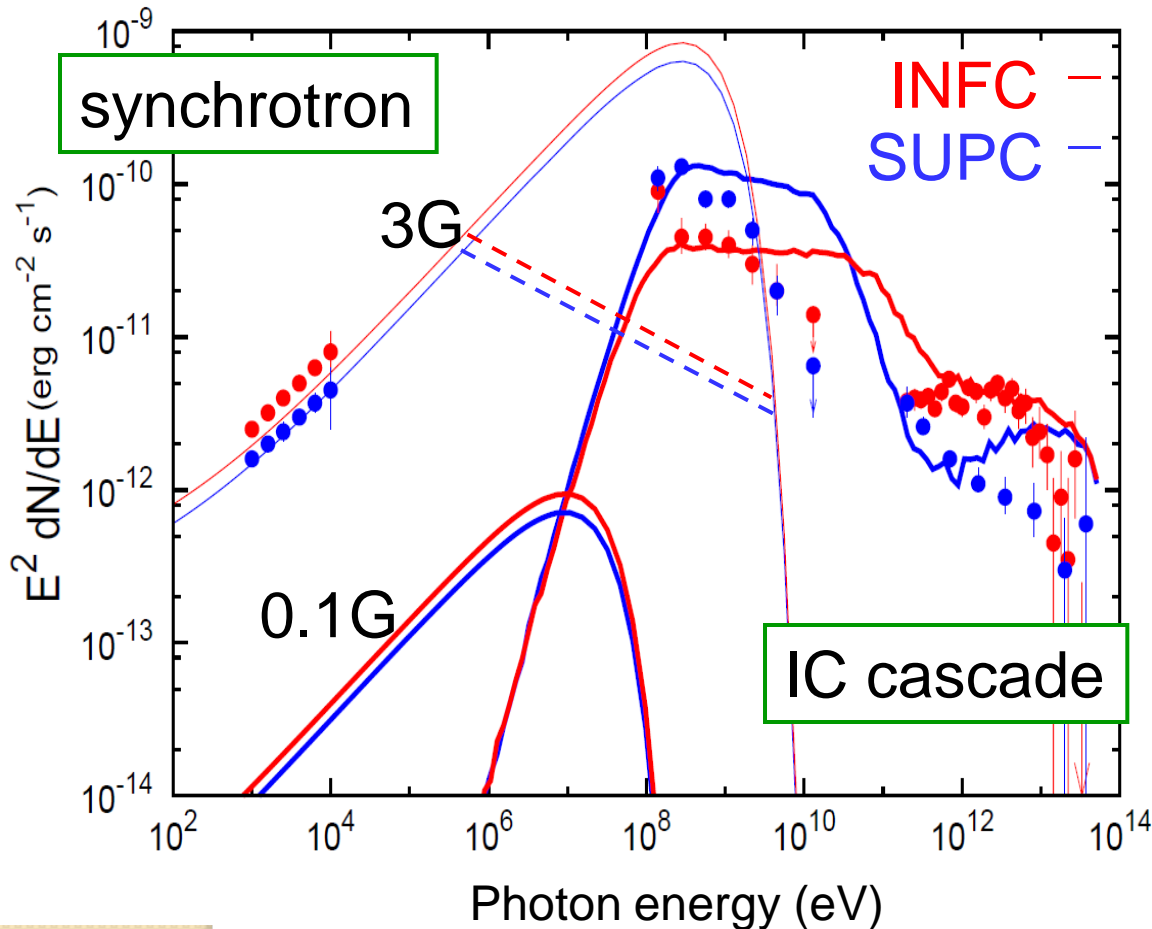 10^-9
synchrotron
INFC
SUPC
10^-10
3G
10^-11
10^-12
0.1G
10^-13
IC cascade
10^-14
10^2 10^4 10^6 10^8 10^10 10^12 10^14
E^2 dN/dE (erg cm^-2 s^-1)
Photon energy (eV)